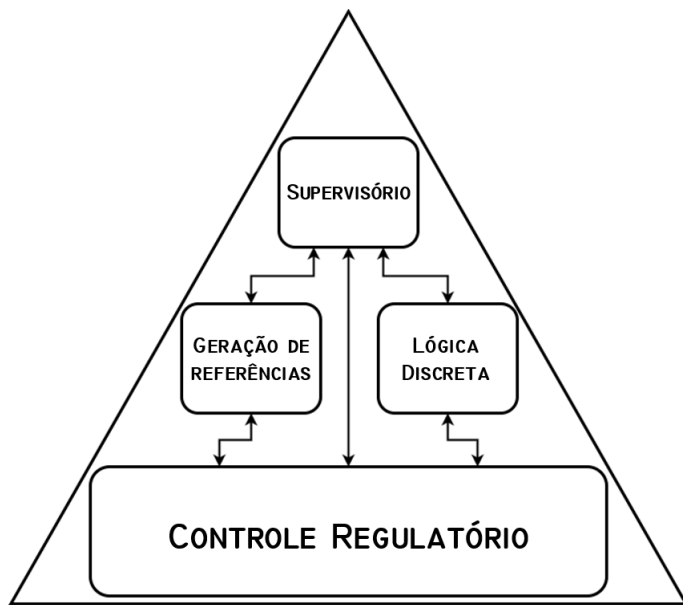 SUPERVISÓRIO
GERAÇÃO DE
REFERÊNCIAS
LÓGICA
DISCRETA
CONTROLE REGULATÓRIO